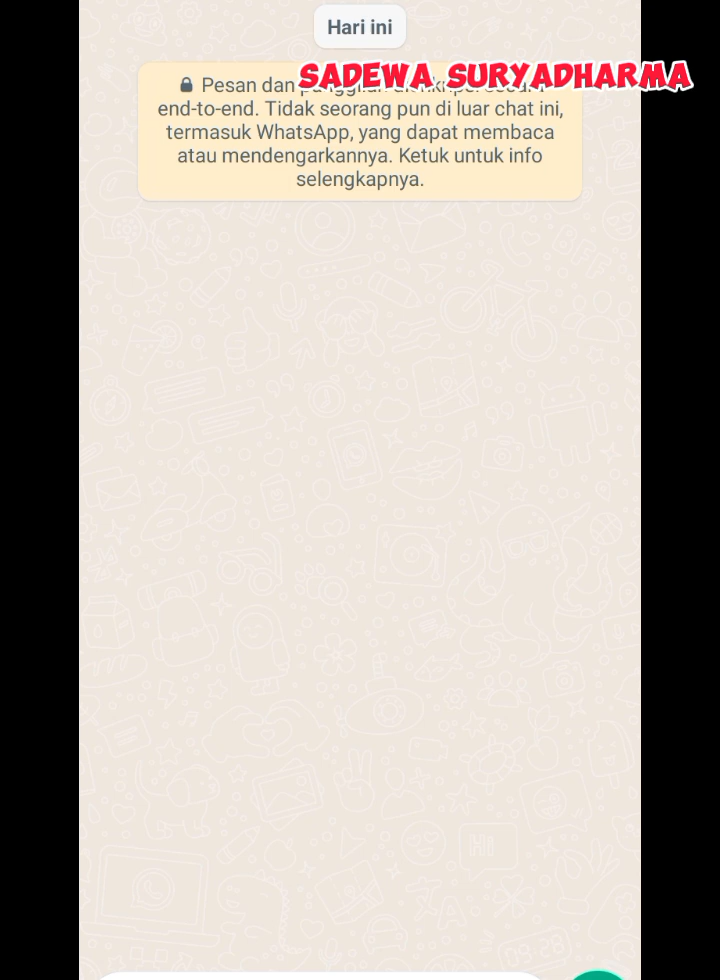 Hari ini
SADEWA SURYADHARMA
Pesan dan
end-to-end. Tidak seorang pun di luar chat ini,
termasuk WhatsApp, yang dapat membaca
atau mendengarkannya. Ketuk untuk info
selengkapnya.